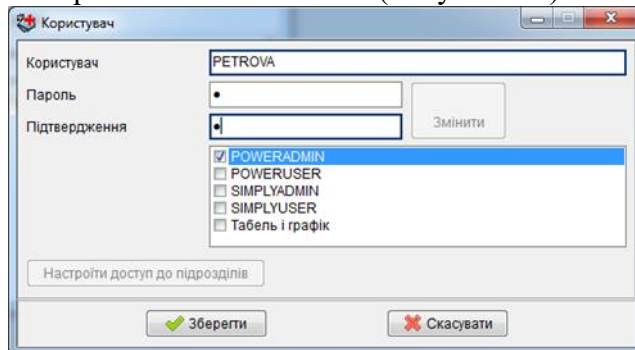 Користувач
Користувач PETROVA
Пароль •
Підтвердження •
Змінити
POWERADMIN
POWERUSER
SIMPLYADMIN
SIMPLYUSER
Табель і графік
Настроїти доступ до підрозділів
Зберегти Скасувати